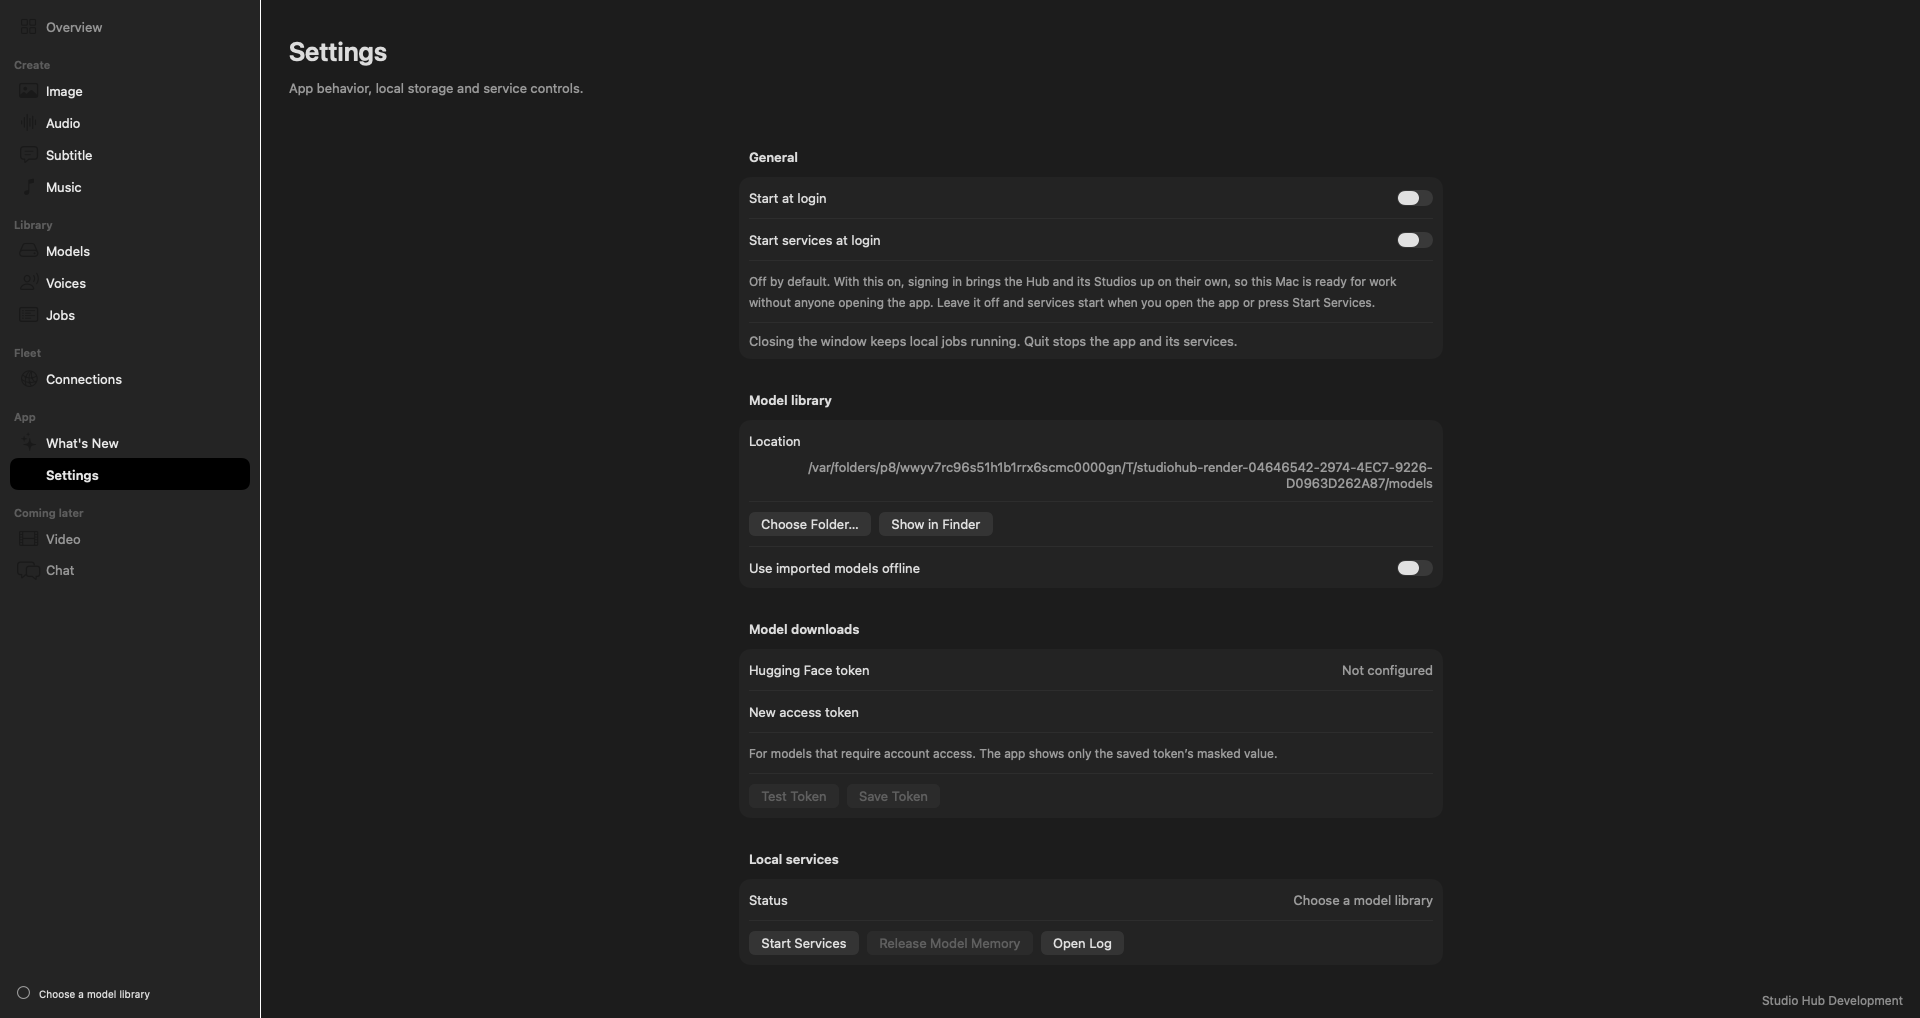 Overview
Create
Image
Audio
Subtitle
Music
Library
Models
Voices
Jobs
Fleet
Connections
App
What's New
Settings
Coming later
Video
Chat
Choose a model library
Settings
App behavior, local storage and service controls.
General
Start at login
Start services at login
Off by default. With this on, signing in brings the Hub and its Studios up on their own, so this Mac is ready for work
without anyone opening the app. Leave it off and services start when you open the app or press Start Services.
Closing the window keeps local jobs running. Quit stops the app and its services.
Model library
Location
/var/folders/p8/wwyv7rc96s51h1b1rrx6scmc0000gn/T/studiohub-render-04646542-2974-4EC7-9226-
D0963D262A87/models
Choose Folder... Show in Finder
Use imported models offline
Model downloads
Hugging Face token Not configured
New access token
For models that require account access. The app shows only the saved token's masked value.
Test Token Save Token
Local services
Status Choose a model library
Start Services Release Model Memory Open Log
Studio Hub Development